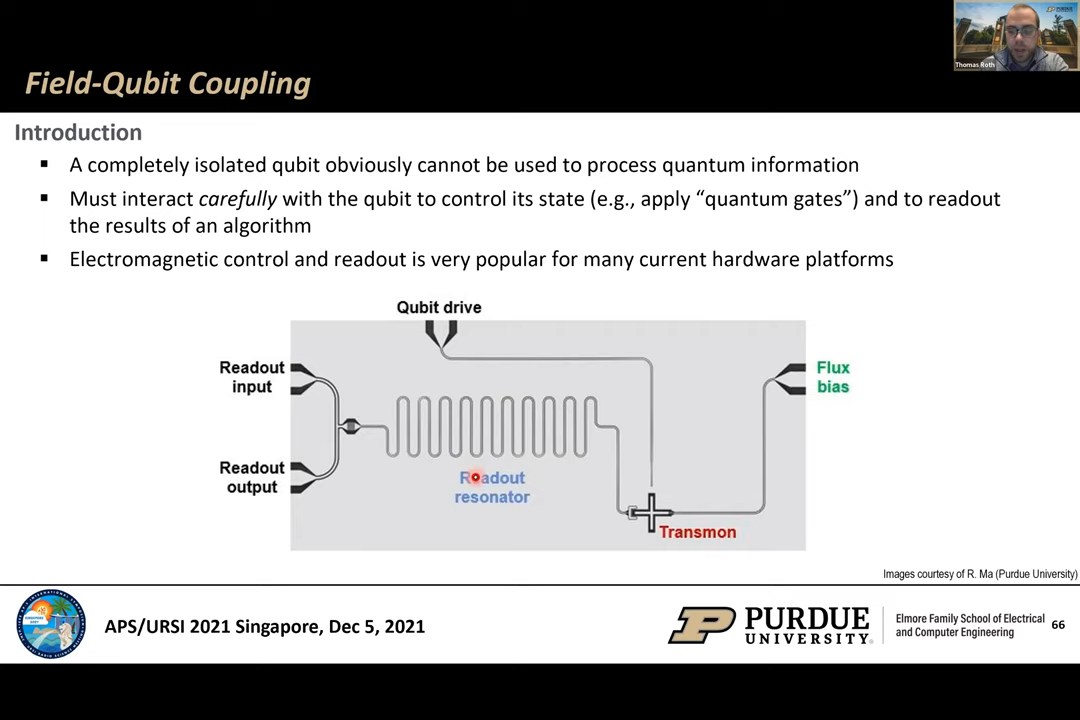 PURDUE
Thomas Roth
Field-Qubit Coupling
Introduction
A completely isolated qubit obviously cannot be used to process quantum information
Must interact carefully with the qubit to control its state (e.g., apply “quantum gates”) and to readout
the results of an algorithm
Electromagnetic control and readout is very popular for many current hardware platforms
Qubit drive
Readout
input
Flux
bias
Readout
output
Readout
resonator
Transmon
Images courtesy of R. Ma (Purdue University)
APS/URSI 2021 Singapore, Dec 5, 2021
PURDUE
UNIVERSITY®
Elmore Family School of Electrical
and Computer Engineering
66